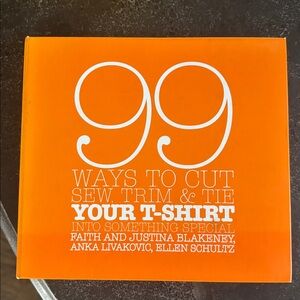 99
WAYS TO CUT
SEW TRIM & TIE
YOUR T-SHIRT
INTO SOMETHING SPECIAL
FAITH AND JUSTINA BLAKENEY,
ANKA LIVAKOVIC, ELLEN SCHULTZ